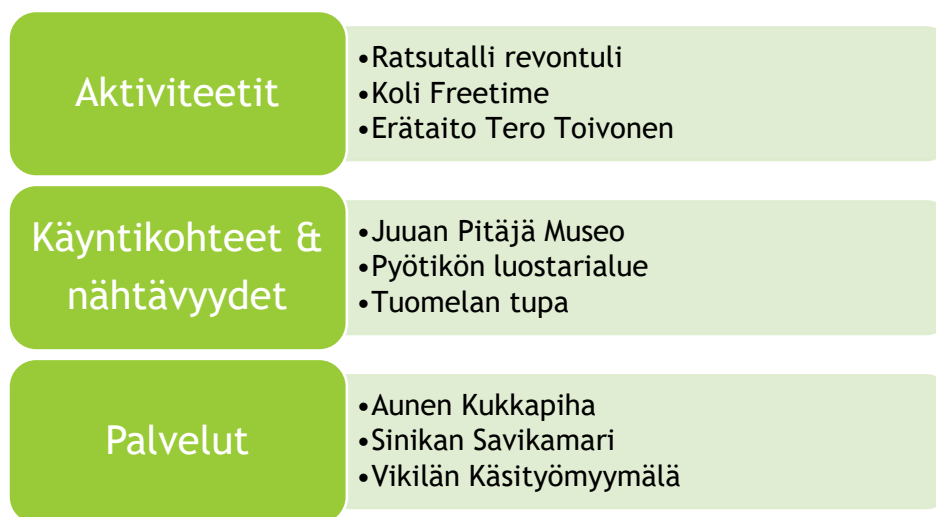 Aktiviteetit
•Ratsutalli revontuli
•Koli Freetime
•Erätaito Tero Toivonen
Käyntikohteet &
nähtävyydet
•Juuan Pitäjä Museo
•Pyötikön luostarialue
•Tuomelan tupa
Palvelut
•Aunen Kukkapiha
•Sinikan Savikamari
•Vikilän Käsityömyymälä